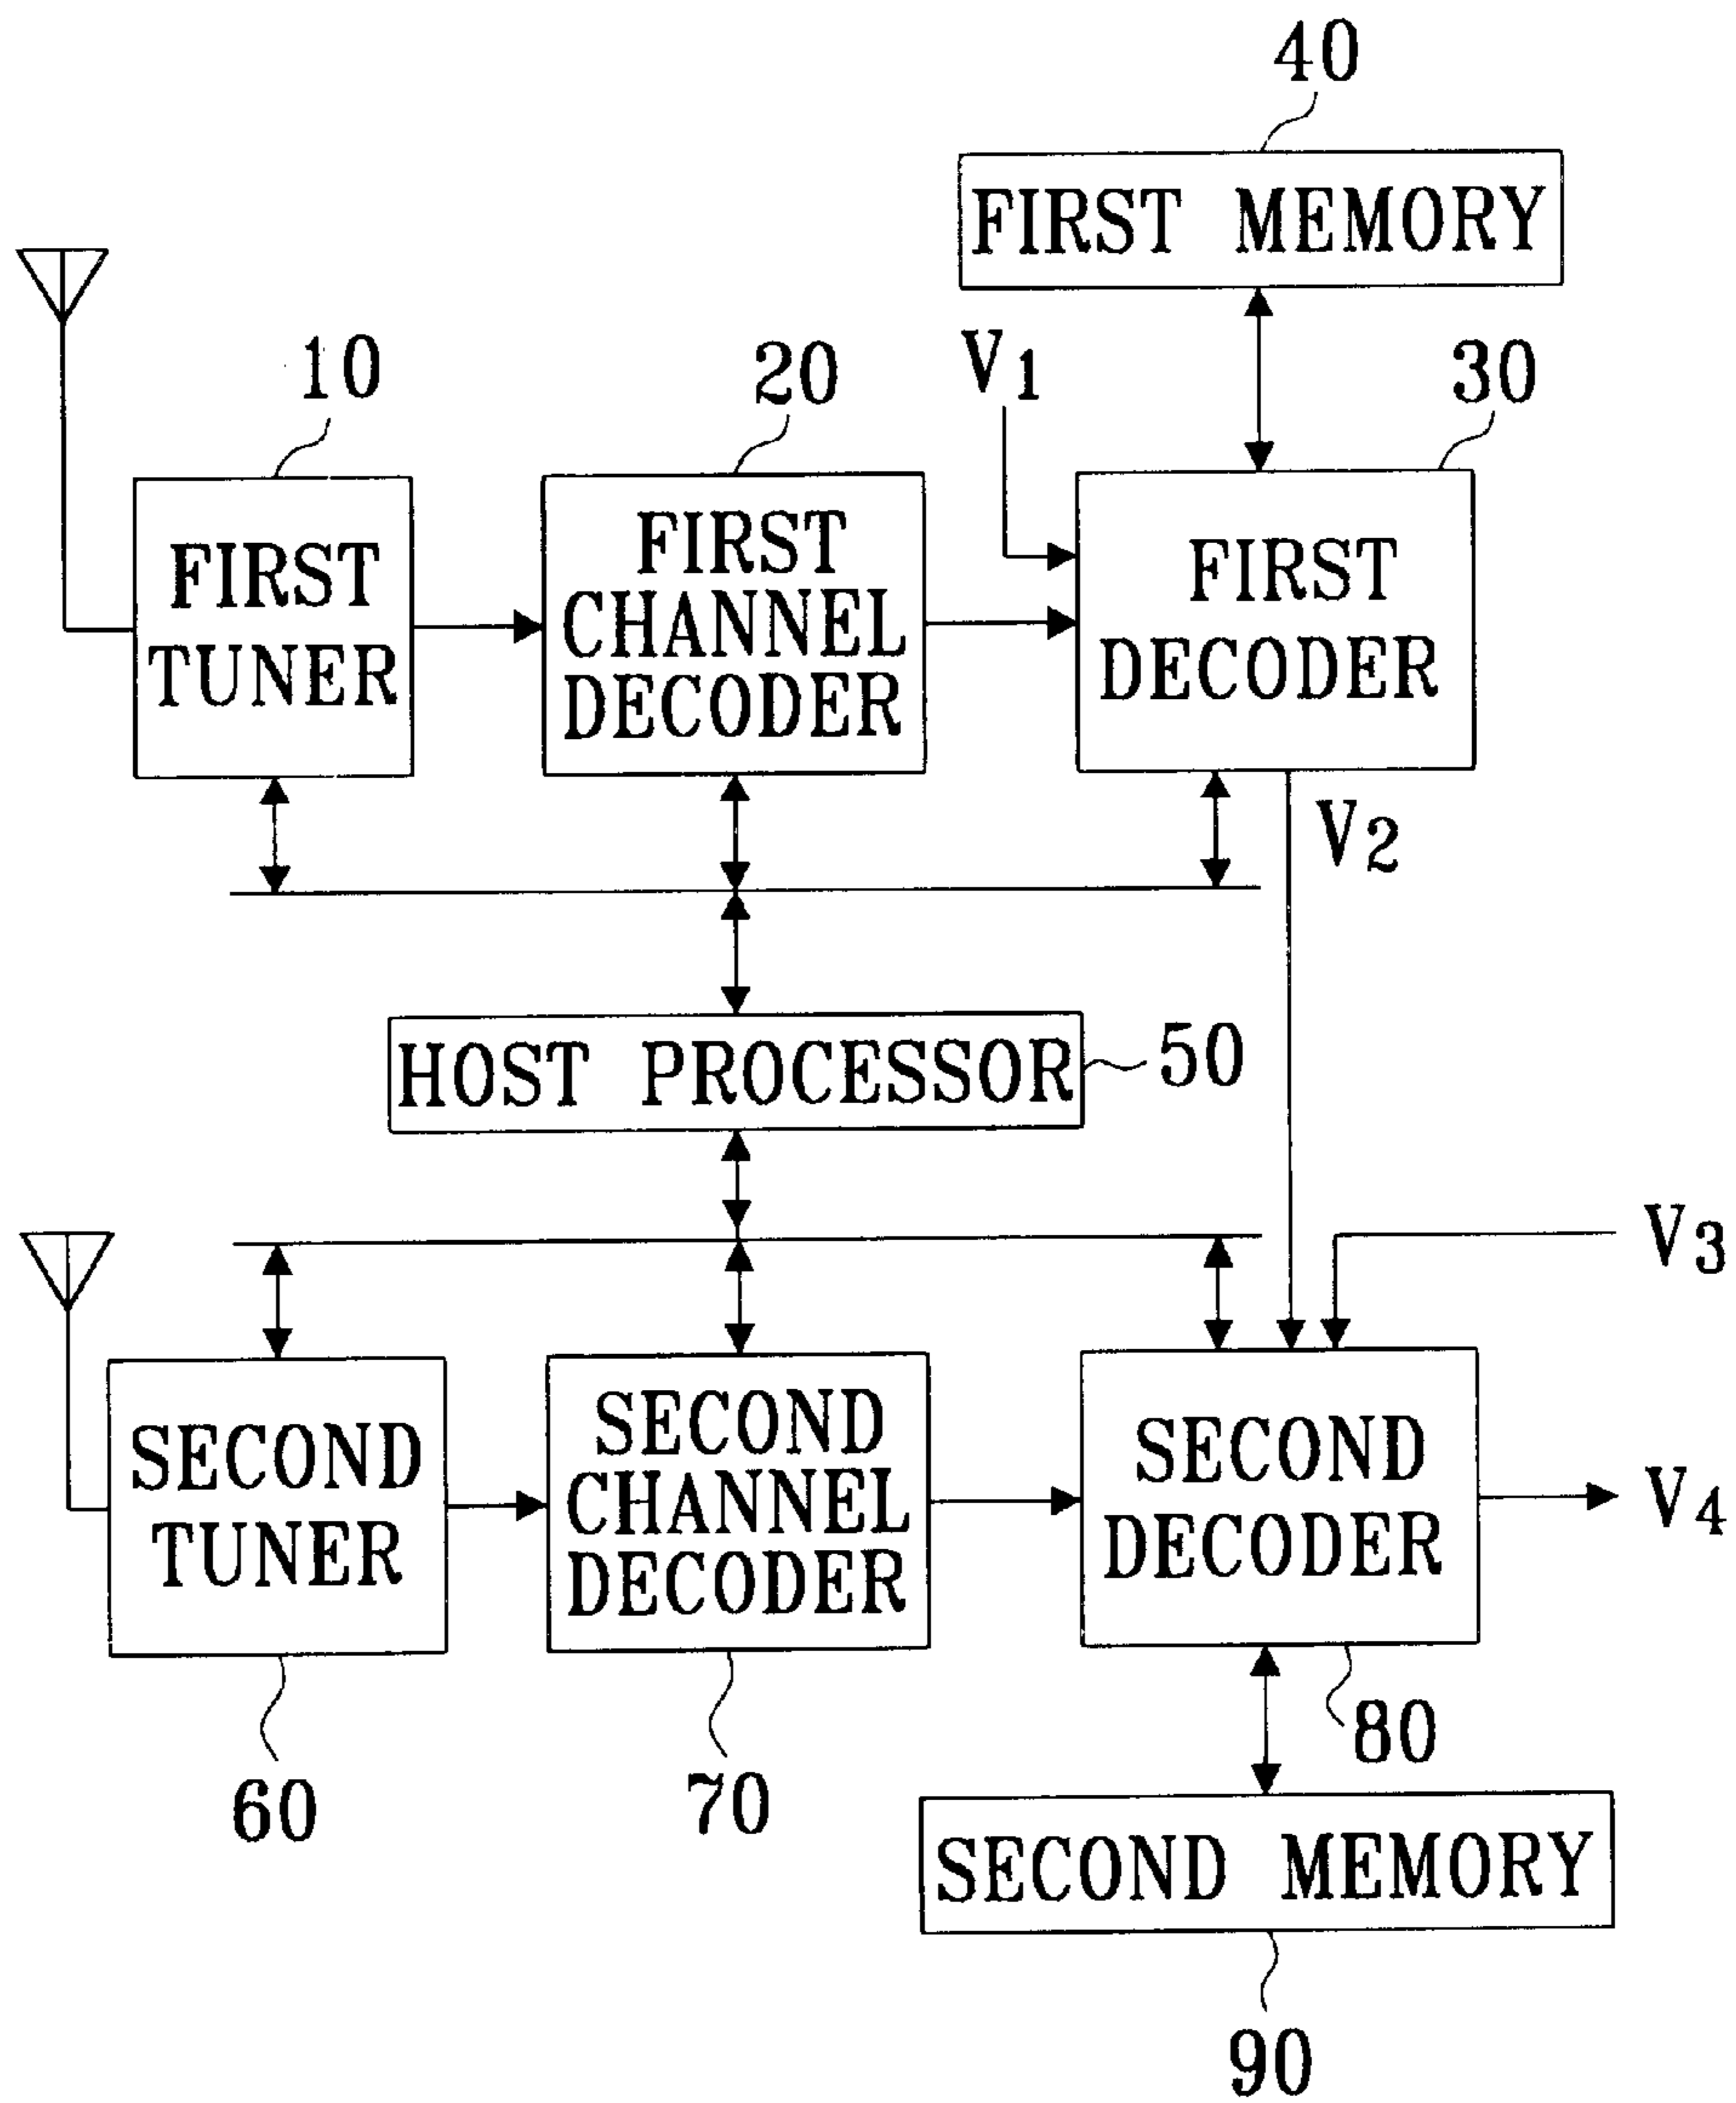 40
FIRST MEMORY
10
20
V1
30
FIRST
TUNER
FIRST
CHANNEL
DECODER
FIRST
DECODER
V2
HOST PROCESSOR
50
V3
SECOND
TUNER
SECOND
CHANNEL
DECODER
SECOND
DECODER
V4
60
70
80
SECOND MEMORY
90